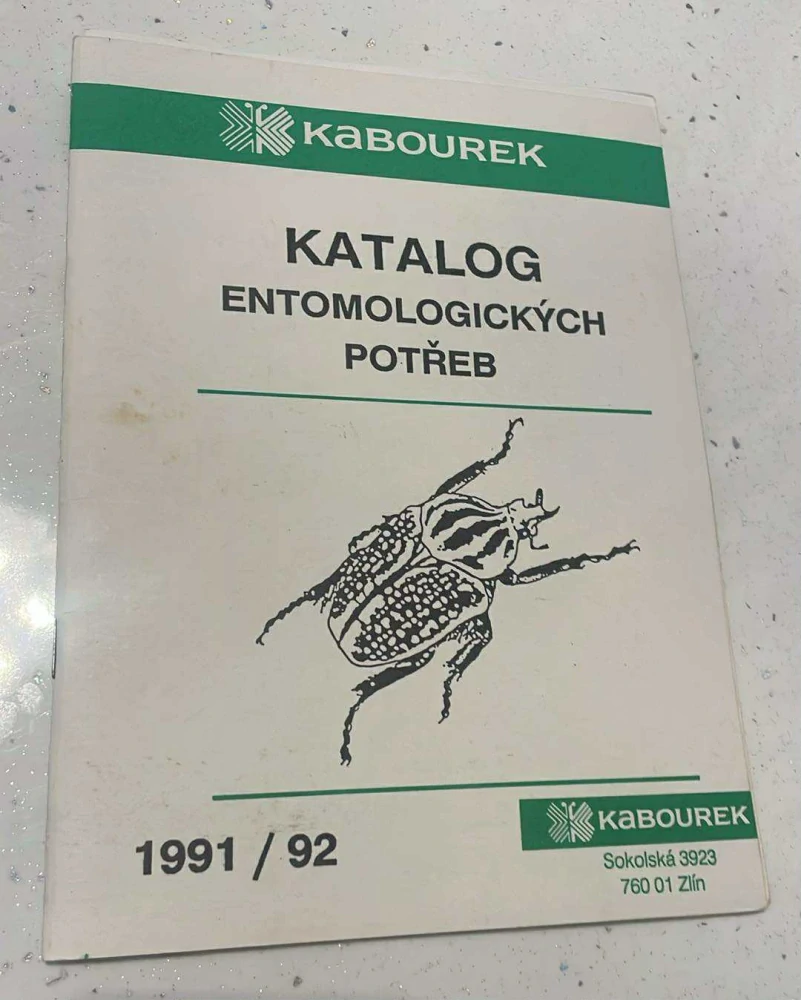 KABOUREK
KATALOG
ENTOMOLOGICKÝCH
POTŘEB
1991 / 92
KABOUREK
Sokolská 3923
760 01 Zlín